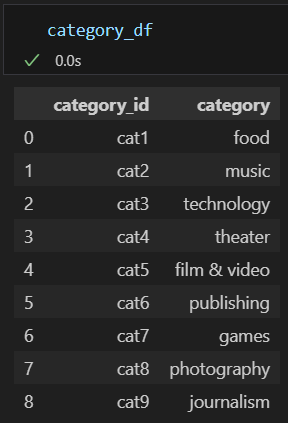 category_df
0.0s
category_id category
0 cat1 food
1 cat2 music
2 cat3 technology
3 cat4 theater
4 cat5 film & video
5 cat6 publishing
6 cat7 games
7 cat8 photography
8 cat9 journalism